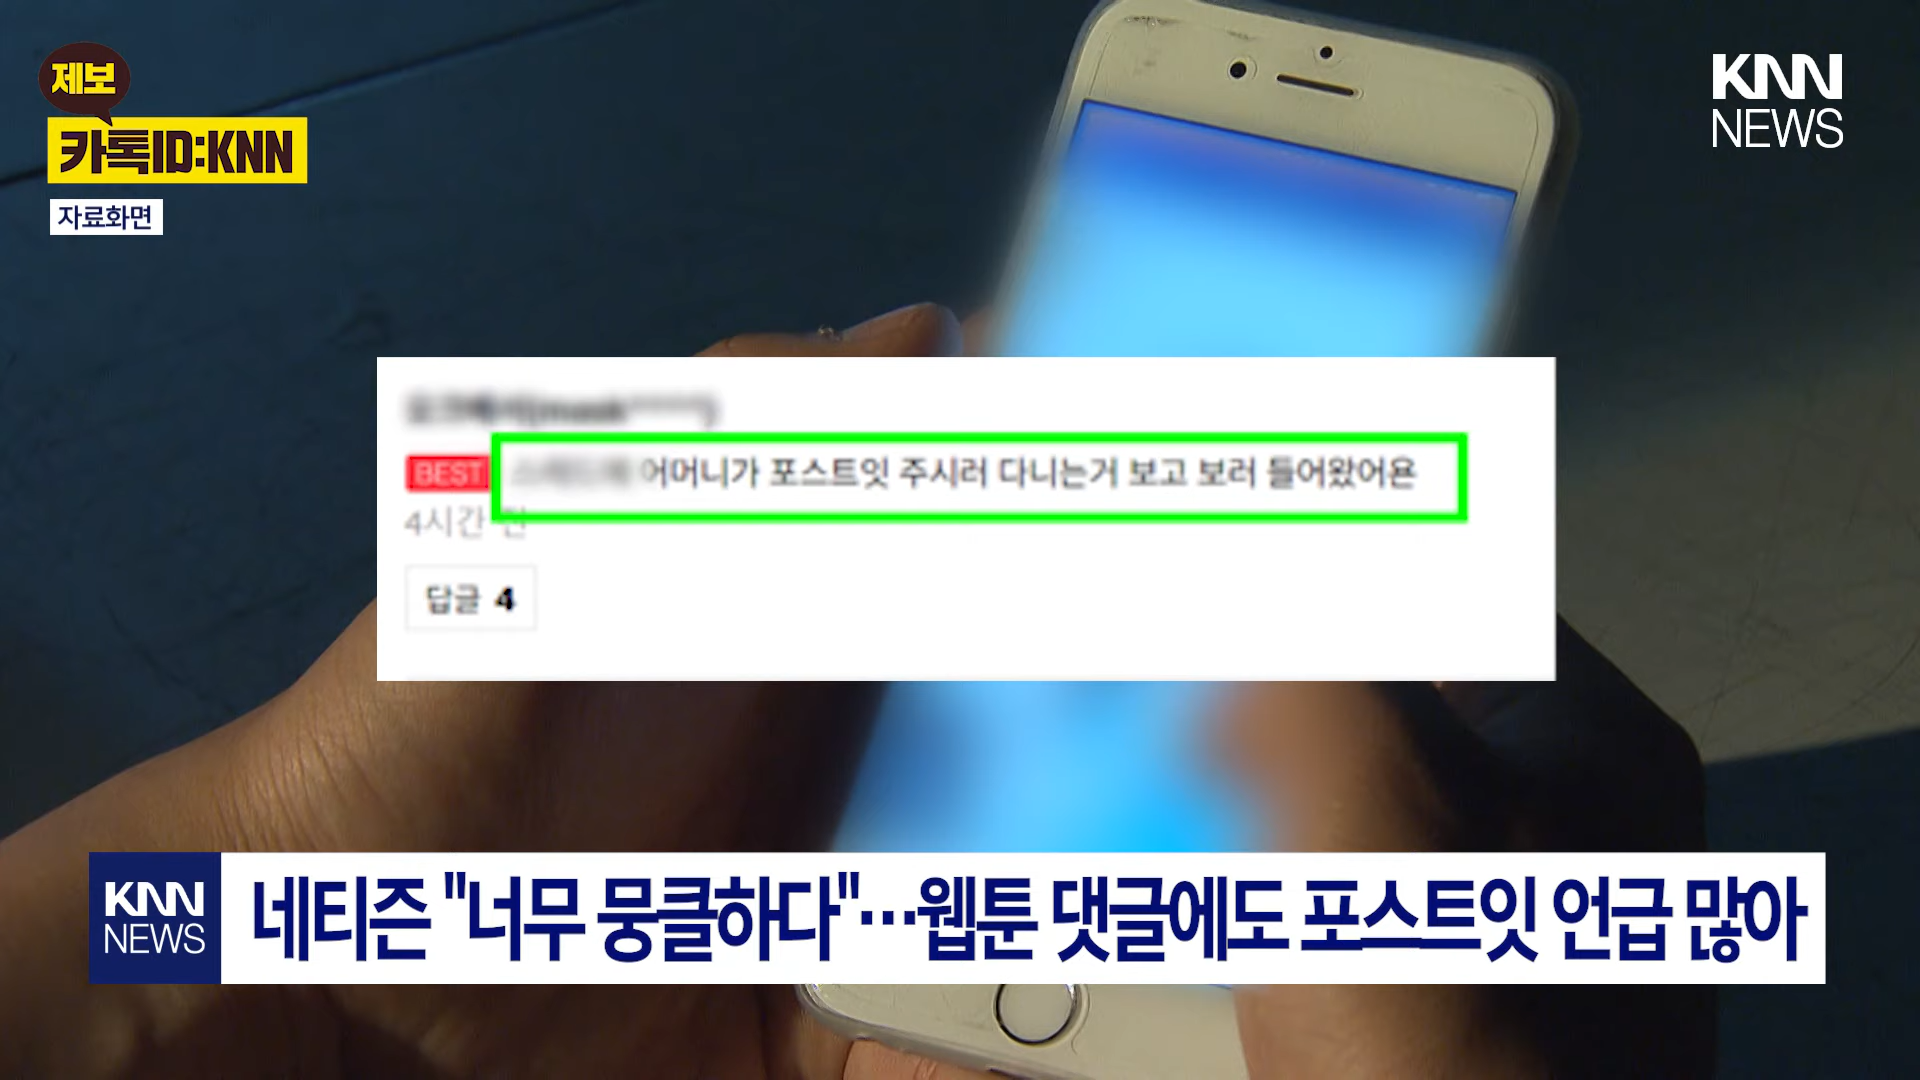 제보
카톡ID:KNN
자료화면
KNN
NEWS
BEST 어머니가 포스트잇 주시러 다니는거 보고 보러 들어왔어욘
4시간 전
답글 4
KNN
NEWS
네티즌 "너무 뭉클하다"…웹툰 댓글에도 포스트잇 언급 많아